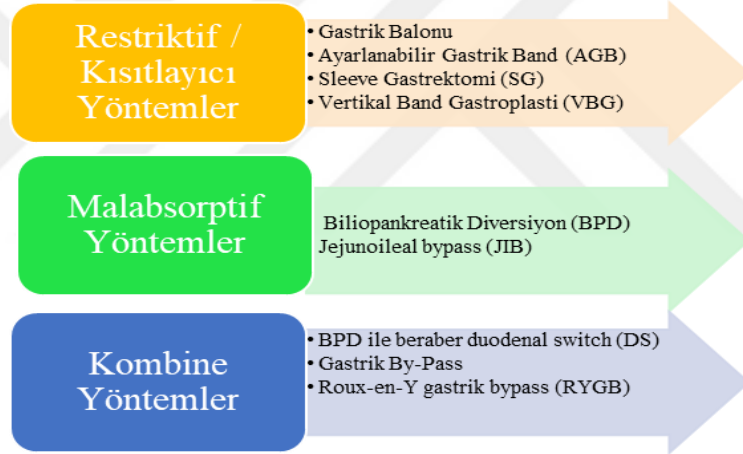 Restriktif /
Kısıtlayıcı
Yöntemler
• Gastrik Balonu
• Ayarlanabilir Gastrik Band (AGB)
• Sleeve Gastrektomi (SG)
• Vertikal Band Gastroplasti (VBG)
Malabsorptif
Yöntemler
Biliopankreatik Diversiyon (BPD)
Jejunoileal bypass (JIB)
Kombine
Yöntemler
• BPD ile beraber duodenal switch (DS)
• Gastrik By-Pass
• Roux-en-Y gastrik bypass (RYGB)